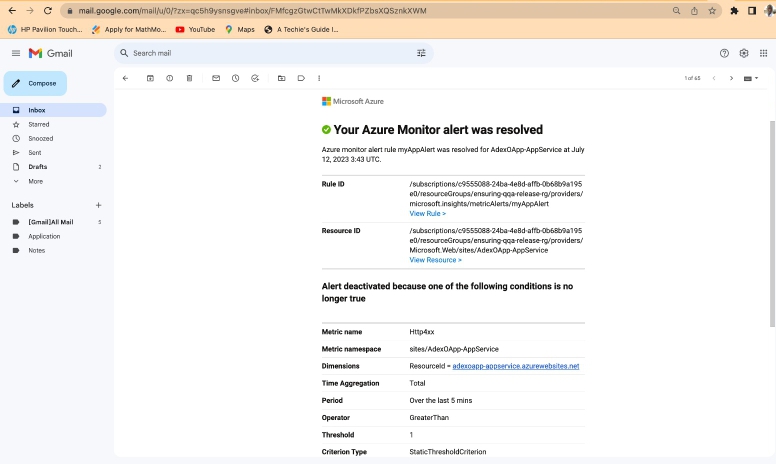 mail.google.com/mail/u/0/?zx=qc5h9ysnsgve#inbox/FMfcgzGtwCtTwMkXDkfPZbsXQSznkXWM
HP Pavilion Touch... Apply for MathMo... YouTube Maps A Techie's Guide I...
Gmail
Search mail
Compose
1 of 65
Inbox
Starred
Snoozed
Sent
Drafts 2
More
Labels
[Gmail]All Mail 5
Application
Notes
Microsoft Azure
Your Azure Monitor alert was resolved
Azure monitor alert rule myAppAlert was resolved for AdexOApp-AppService at July
12, 2023 3:43 UTC.
Rule ID /subscriptions/c9555088-24ba-4e8d-affb-0b68b9a195
e0/resourceGroups/ensuring-qqa-release-rg/providers/
microsoft.insights/metricAlerts/myAppAlert
View Rule >
Resource ID /subscriptions/c9555088-24ba-4e8d-affb-0b68b9a195
e0/resourceGroups/ensuring-qqa-release-rg/providers/
Microsoft.Web/sites/AdexOApp-AppService
View Resource >
Alert deactivated because one of the following conditions is no
longer true
Metric name Http4xx
Metric namespace sites/AdexOApp-AppService
Dimensions ResourceId = adexoapp-appservice.azurewebsites.net
Time Aggregation Total
Period Over the last 5 mins
Operator GreaterThan
Threshold 1
Criterion Type StaticThresholdCriterion